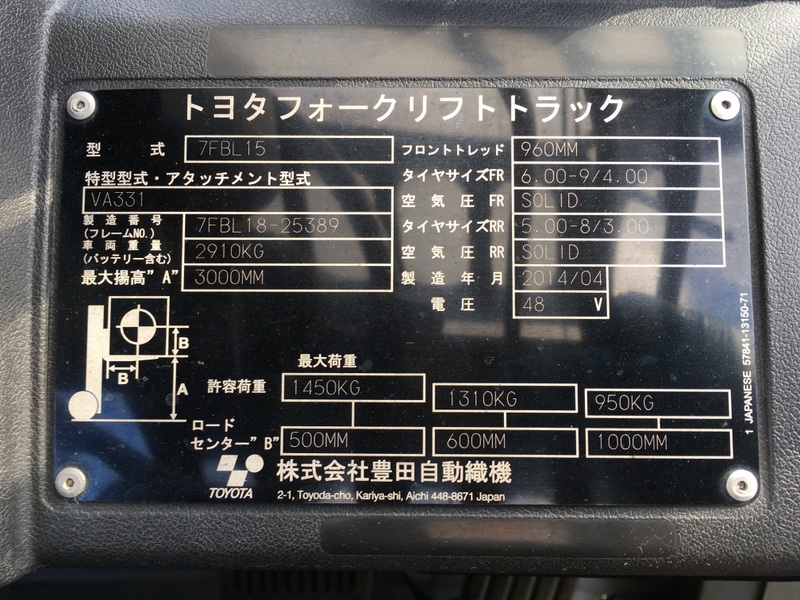 トヨタフォークリフトトラック
型式 7FBL15 フロントトレッド 960MM
特型型式・アタッチメント型式 タイヤサイズFR 6.00-9/4.00
VA331 空気圧 FR SOLID
製造番号 (フレームNO.) 7FBL18-25389 タイヤサイズRR 5.00-8/3.00
車両重量 (バッテリー含む) 2910KG 空気圧 RR SOLID
最大揚高"A" 3000MM 製造年月 2014/04
電圧 48 V
B
B
A
最大荷重
許容荷重 1450KG 1310KG 950KG
ロード
センター"B" 500MM 600MM 1000MM
TOYOTA 株式会社豊田自動織機
2-1, Toyoda-cho, Kariya-shi, Aichi 448-8671 Japan
1 JAPANESE 57841-13150-71